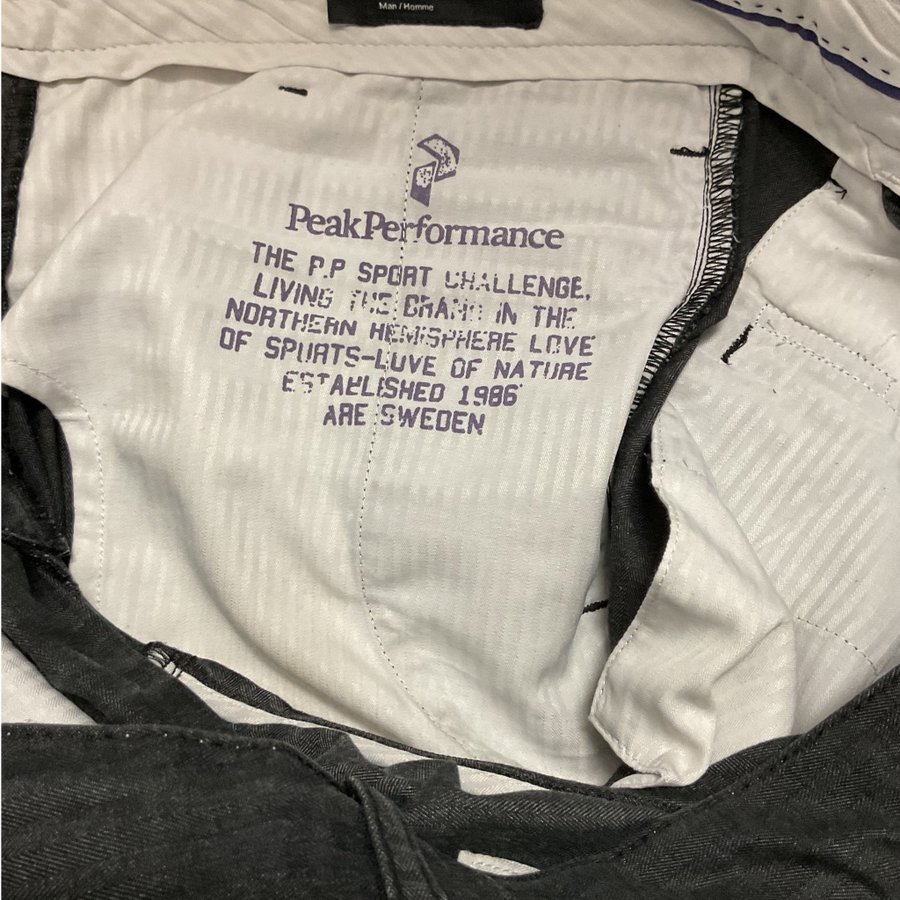 Man / Homme
PeakPerformance
THE P.P SPORT CHALLENGE.
LIVING THE BRAND IN THE
NORTHERN HEMISPHERE LOVE
OF SPORTS-LOVE OF NATURE
ESTABLISHED 1986
ARE SWEDEN